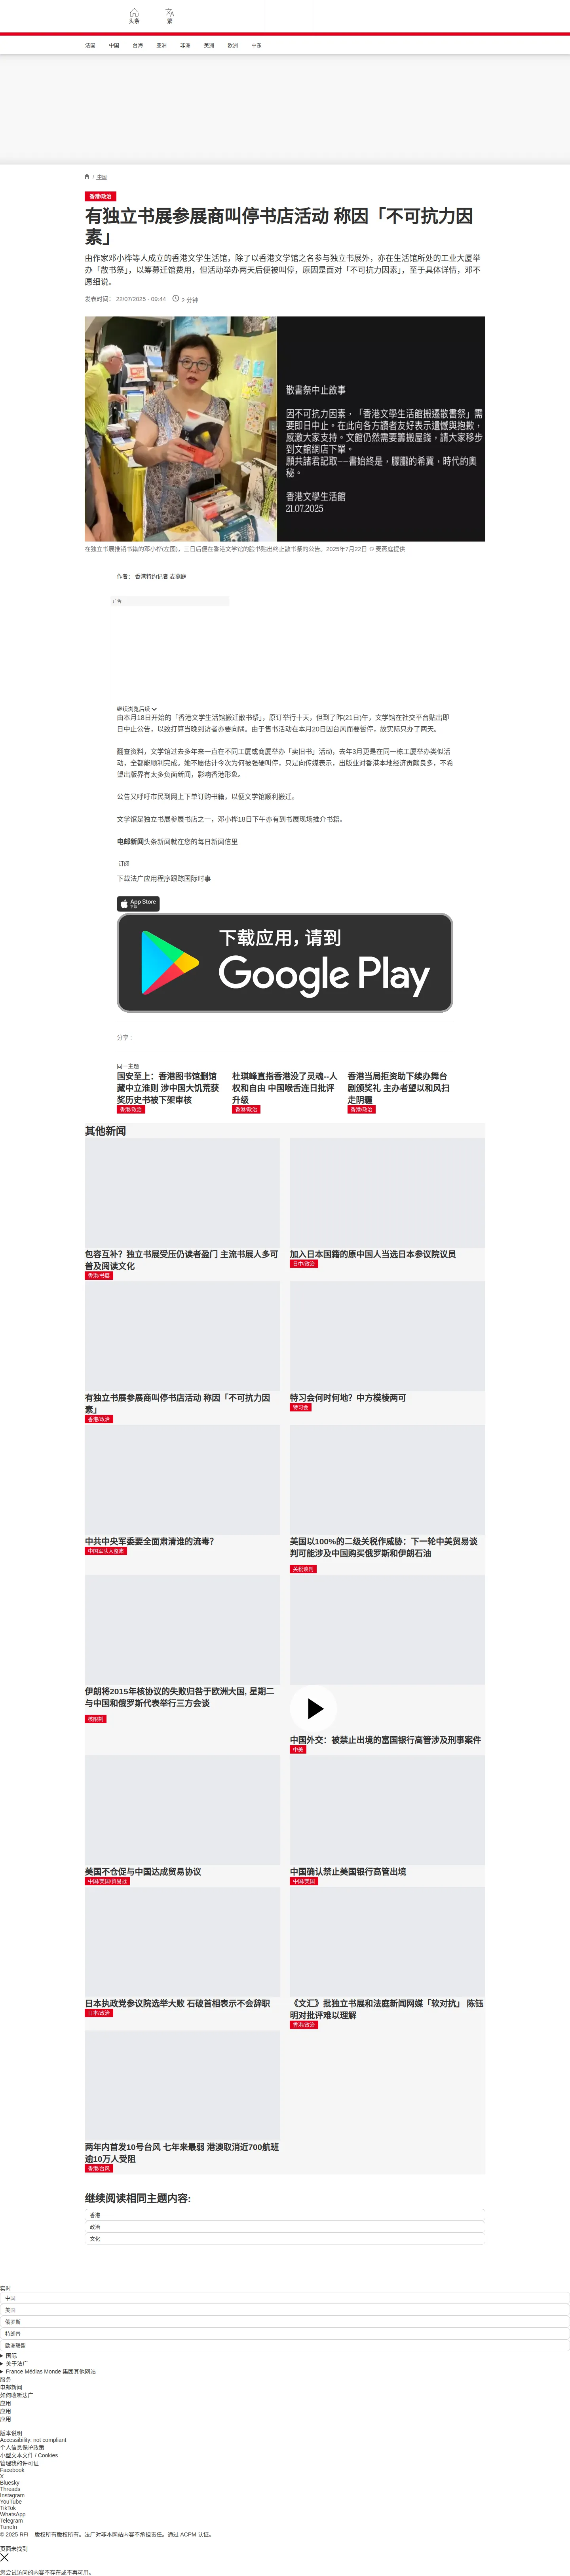 头条
繁
法国
中国
台海
亚洲
非洲
美洲
欧洲
中东
/ 中国
香港/政治
有独立书展参展商叫停书店活动 称因「不可抗力因
素」
由作家邓小桦等人成立的香港文学生活馆，除了以香港文学馆之名参与独立书展外，亦在生活馆所处的工业大厦举
办「散书祭」，以筹募迁馆费用，但活动举办两天后便被叫停，原因是面对「不可抗力因素」，至于具体详情，邓不
愿细说。
发表时间： 22/07/2025 - 09:44
2 分钟
散書祭中止啟事
因不可抗力因素，「香港文學生活館搬遷散書祭」需
要即日中止。在此向各方讀者友好表示遺憾與抱歉，
感激大家支持。文館仍然需要籌搬屋錢，請大家移步
到文館網店下單。
願共諸君記取——書始終是，朦朧的希冀，時代的奧
秘。
香港文學生活館
21.07.2025
在独立书展推销书籍的邓小桦(左图)，三日后便在香港文学馆的脸书贴出终止散书祭的公告。2025年7月22日 © 麦燕庭提供
作者： 香港特约记者 麦燕庭
广告
继续浏览后续
由本月18日开始的「香港文学生活馆搬迁散书祭」，原订举行十天，但到了昨(21日)午，文学馆在社交平台贴出即
日中止公告，以致打算当晚到访者亦要向隅。由于售书活动在本月20日因台风而要暂停，故实际只办了两天。
翻查资料，文学馆过去多年来一直在不同工厦或商厦举办「卖旧书」活动，去年3月更是在同一栋工厦举办类似活
动，全都能顺利完成。她不愿估计今次为何被强硬叫停，只是向传媒表示，出版业对香港本地经济贡献良多，不希
望出版界有太多负面新闻，影响香港形象。
公告又呼吁市民到网上下单订购书籍，以便文学馆顺利搬迁。
文学馆是独立书展参展书店之一，邓小桦18日下午亦有到书展现场推介书籍。
电邮新闻头条新闻就在您的每日新闻信里
订阅
下载法广应用程序跟踪国际时事
App Store
下载
下载应用，请到
Google Play
分享 :
同一主题
国安至上：香港图书馆删馆
藏中立淮则 涉中国大饥荒获
奖历史书被下架审核
香港/政治
杜琪峰直指香港没了灵魂--人
权和自由 中国喉舌连日批评
升级
香港/政治
香港当局拒资助下续办舞台
剧颁奖礼 主办者望以和风扫
走阴霾
香港/政治
其他新闻
包容互补？独立书展受压仍读者盈门 主流书展人多可
普及阅读文化
香港/书展
加入日本国籍的原中国人当选日本参议院议员
日中/政治
有独立书展参展商叫停书店活动 称因「不可抗力因
素」
香港/政治
特习会何时何地？中方模棱两可
特习会
中共中央军委要全面肃清谁的流毒？
中国军队大整肃
美国以100%的二级关税作威胁：下一轮中美贸易谈
判可能涉及中国购买俄罗斯和伊朗石油
关税谈判
伊朗将2015年核协议的失败归咎于欧洲大国, 星期二
与中国和俄罗斯代表举行三方会谈
核限制
中国外交：被禁止出境的富国银行高管涉及刑事案件
中美
美国不仓促与中国达成贸易协议
中国/美国/贸易战
中国确认禁止美国银行高管出境
中国/美国
日本执政党参议院选举大败 石破首相表示不会辞职
日本/政治
《文汇》批独立书展和法庭新闻网媒「软对抗」 陈钰
明对批评难以理解
香港/政治
两年内首发10号台风 七年来最弱 港澳取消近700航班
逾10万人受阻
香港/台风
继续阅读相同主题内容:
香港
政治
文化
实时
中国
美国
俄罗斯
特朗普
欧洲联盟
国际
关于法广
France Médias Monde 集团其他网站
服务
电邮新闻
如何收听法广
应用
应用
应用
版本说明
Accessibility: not compliant
个人信息保护政策
小型文本文件 / Cookies
管理我的许可证
Facebook
X
Bluesky
Threads
Instagram
YouTube
TikTok
WhatsApp
Telegram
TuneIn
© 2025 RFI – 版权所有版权所有。法广对非本网站内容不承担责任。通过 ACPM 认证。
页面未找到
您尝试访问的内容不存在或不再可用。